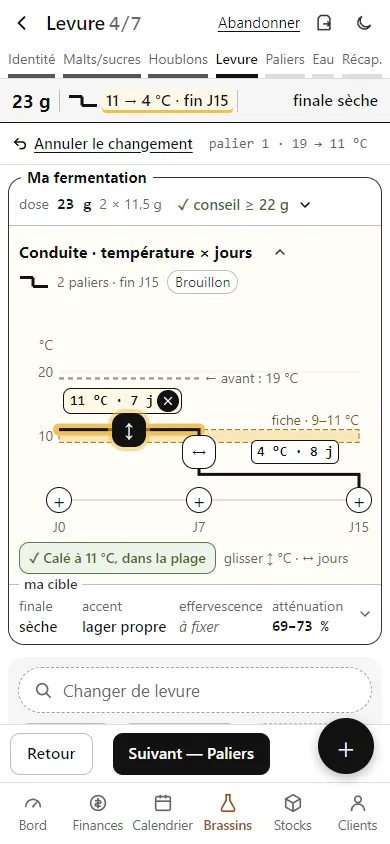 Levure 4/7
Abandonner
Identité Malts/sucres Houblons Levure Paliers Eau Récap.
23 g
11 → 4 °C · fin J15
finale sèche
Annuler le changement
palier 1 · 19 → 11 °C
Ma fermentation
dose 23 g 2 × 11,5 g ✓ conseil ≥ 22 g
Conduite · température × jours
2 paliers · fin J15 Brouillon
°C
20
← avant : 19 °C
11 °C · 7 j
fiche · 9–11 °C
10
4 °C · 8 j
J0 J7 J15
✓ Calé à 11 °C, dans la plage
glisser ↕ °C · ↔ jours
ma cible
finale accent effervescence atténuation
sèche lager propre à fixer 69–73 %
Changer de levure
Retour
Suivant — Paliers
Bord Finances Calendrier Brassins Stocks Clients